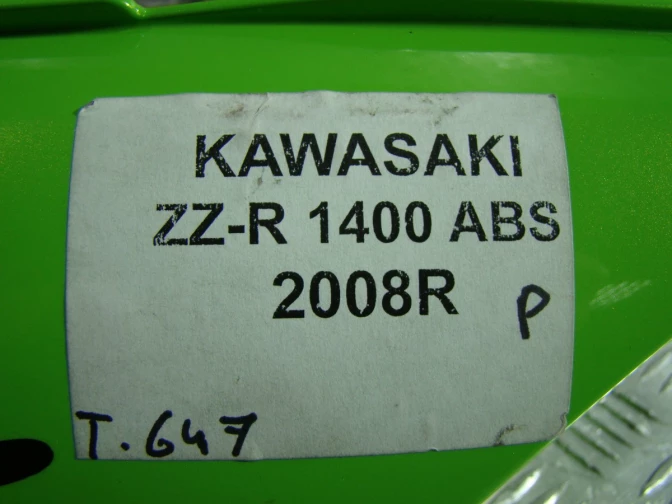 KAWASAKI
ZZ-R 1400 ABS
2008R
P
T.647